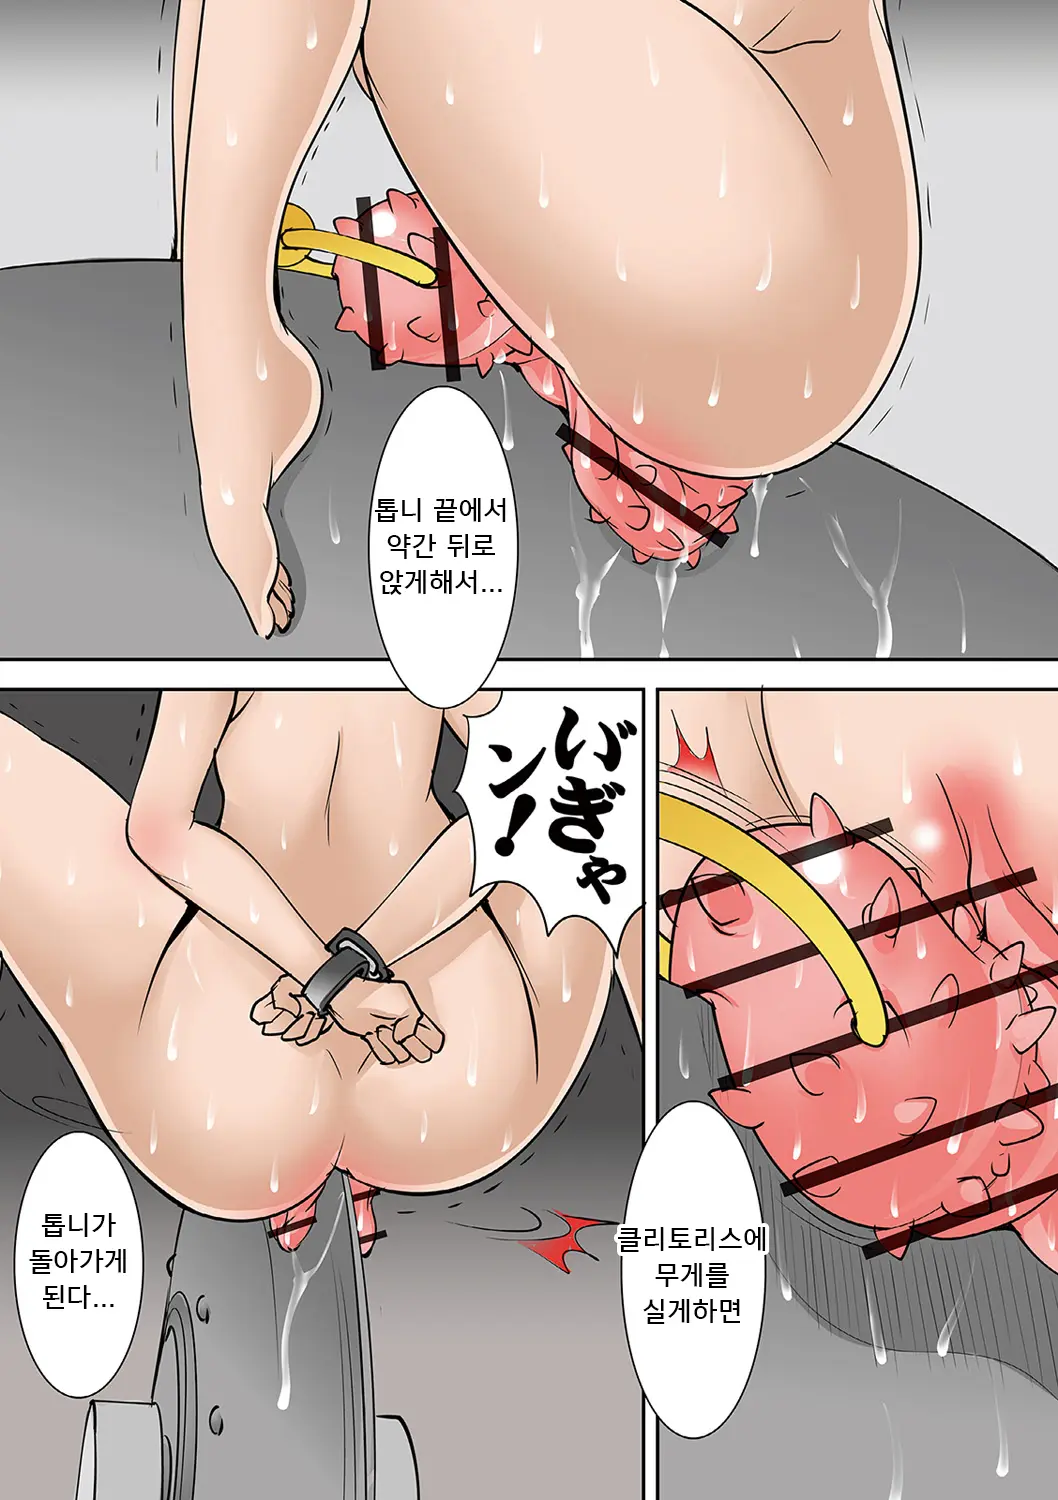 톱니 끝에서
약간 뒤로
앉게해서...
클리토리스에
무게를
실게하면
い゛ぎゃ
ン！
톱니가
돌아가게
된다...